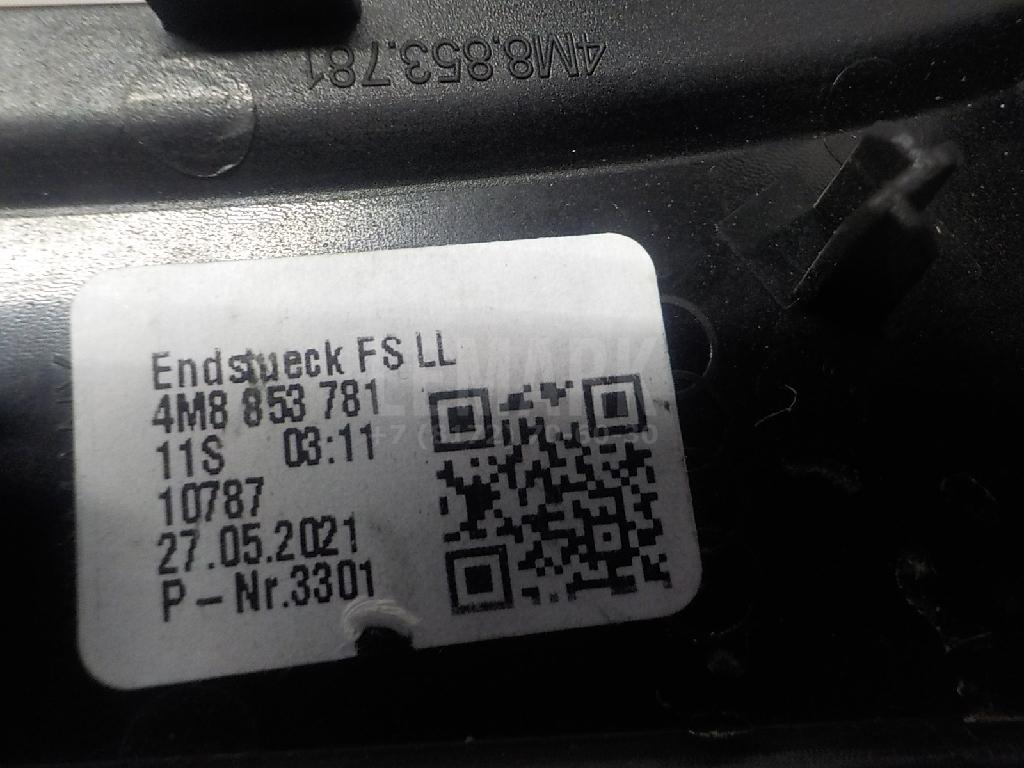 4M8.853.781
Endstueck FS LL
4M8 853 781
11S 03:11
10787
27.05.2021
P-Nr.3301